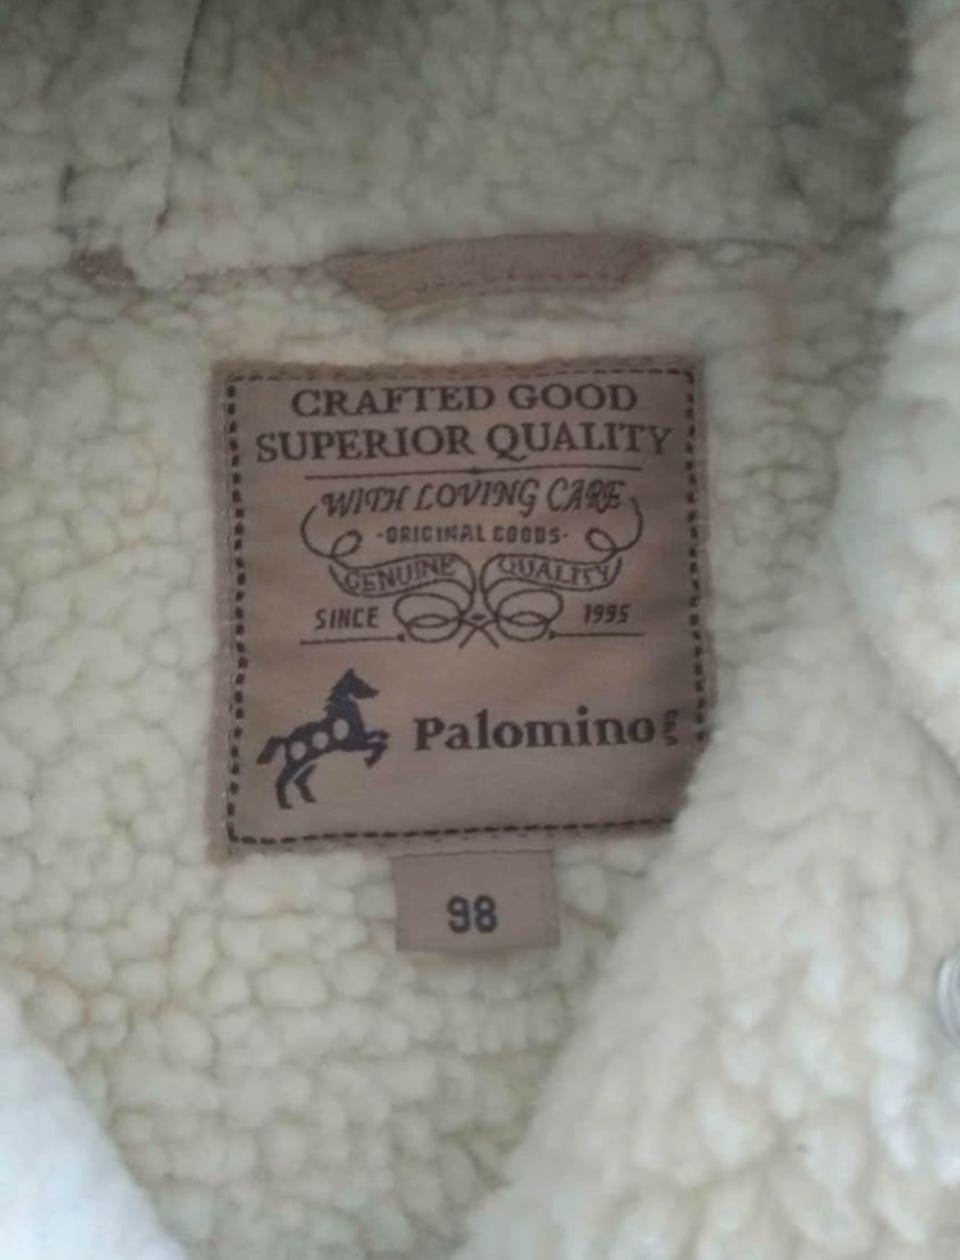 CRAFTED GOOD
SUPERIOR QUALITY
WITH LOVING CARE
-ORIGINAL GOODS-
GENUINE QUALITY
SINCE 1995
Palomino C&A
98